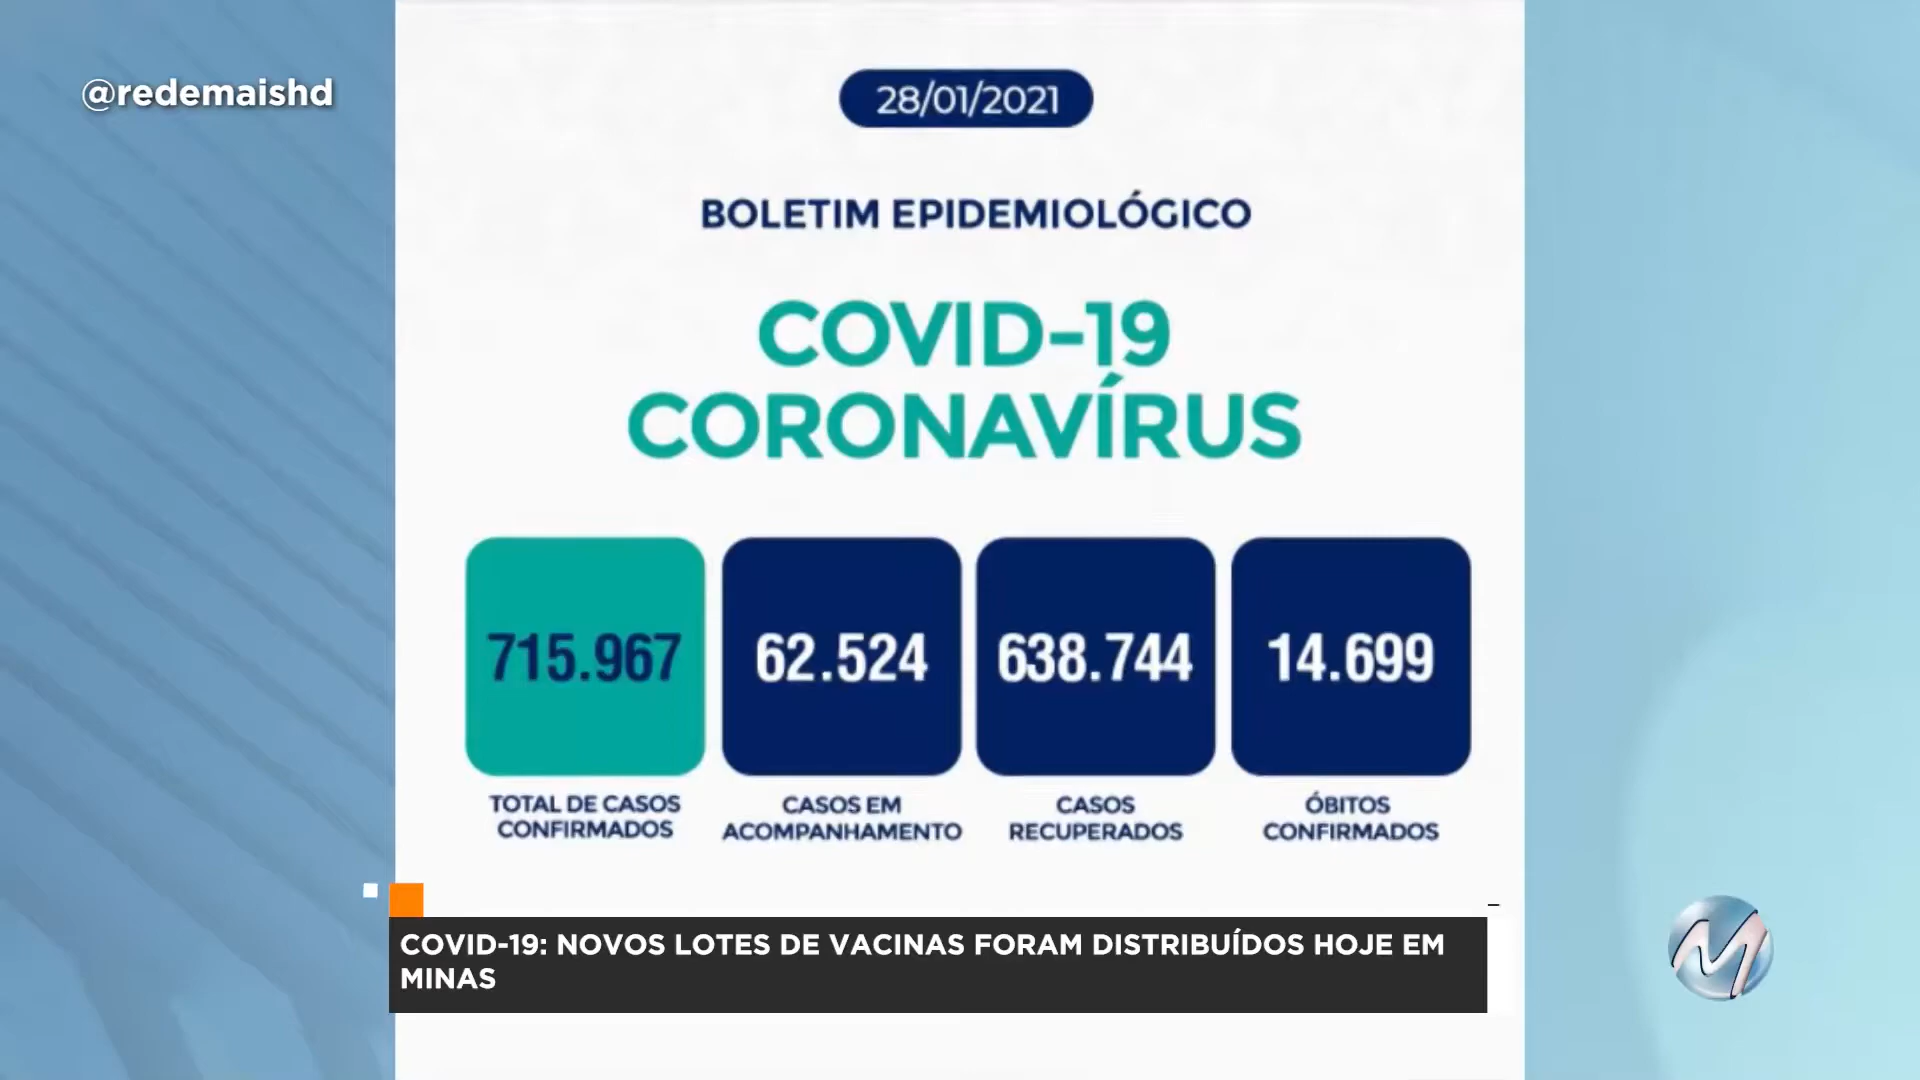 @redemaishd
28/01/2021
BOLETIM EPIDEMIOLÓGICO
COVID-19
CORONAVÍRUS
715.967
62.524
638.744
14.699
TOTAL DE CASOS
CONFIRMADOS
CASOS EM
ACOMPANHAMENTO
CASOS
RECUPERADOS
ÓBITOS
CONFIRMADOS
COVID-19: NOVOS LOTES DE VACINAS FORAM DISTRIBUÍDOS HOJE EM
MINAS
M